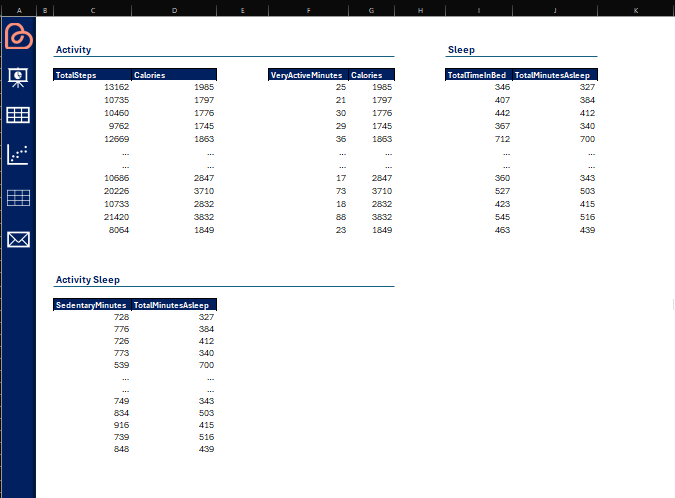 A B C D E F G H I J K
Activity Sleep
TotalSteps Calories VeryActiveMinutes Calories TotalTimeInBed TotalMinutesAsleep
13162 1985 25 1985 346 327
10735 1797 21 1797 407 384
10460 1776 30 1776 442 412
9762 1745 29 1745 367 340
12669 1863 36 1863 712 700
... ... ... ... ... ...
... ... ... ... ... ...
10686 2847 17 2847 360 343
20226 3710 73 3710 527 503
10733 2832 18 2832 423 415
21420 3832 88 3832 545 516
8064 1849 23 1849 463 439
Activity Sleep
SedentaryMinutes TotalMinutesAsleep
728 327
776 384
726 412
773 340
539 700
... ...
... ...
749 343
834 503
916 415
739 516
848 439